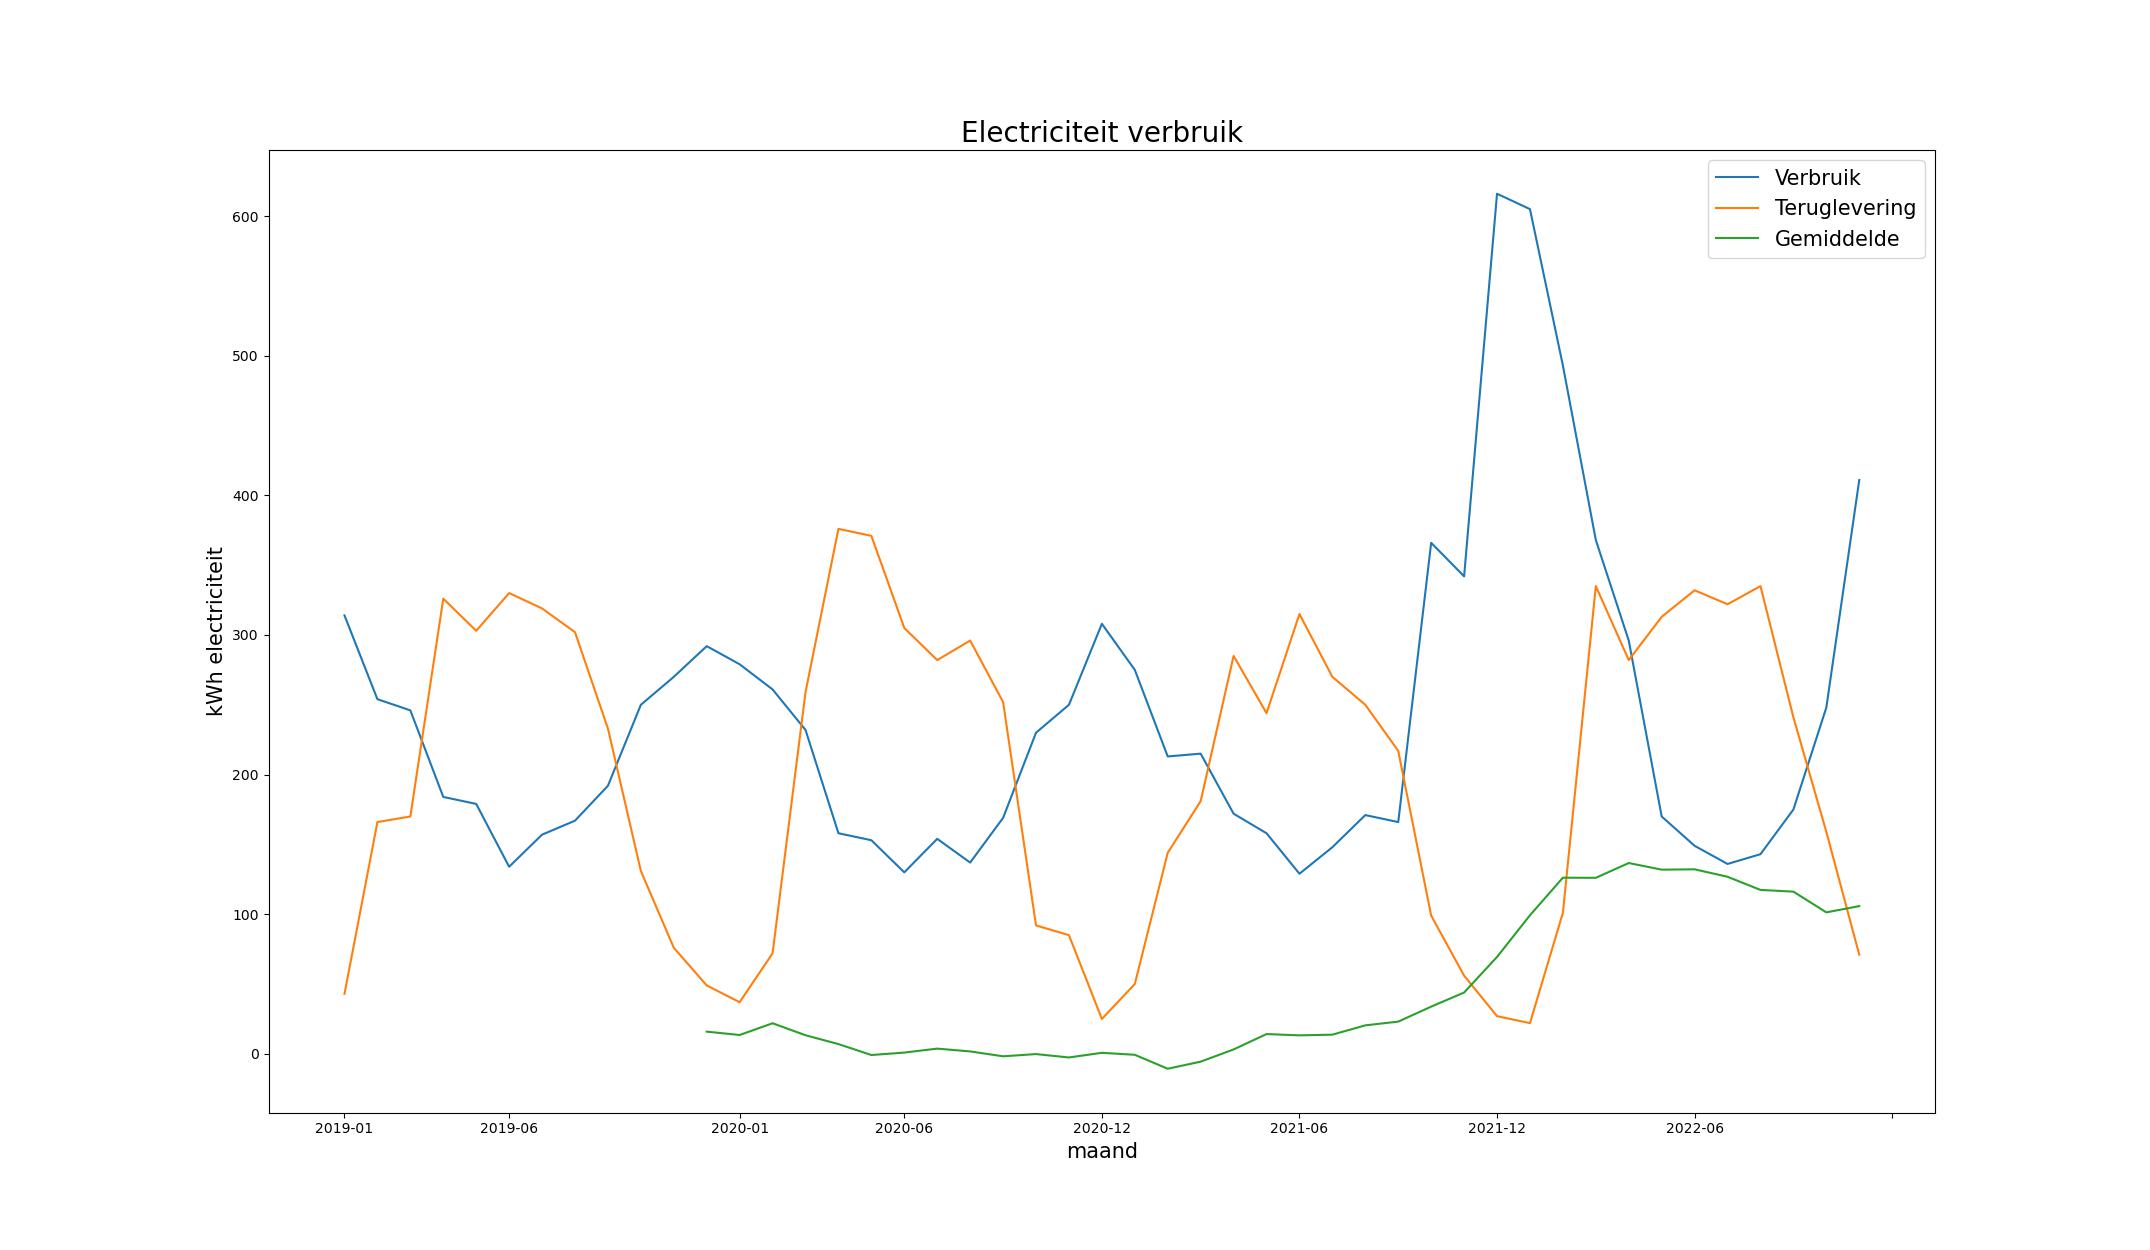 Electriciteit verbruik
Verbruik
Teruglevering
Gemiddelde
kWh electriciteit
600
500
400
300
200
100
0
2019-01 2019-06 2020-01 2020-06 2020-12 2021-06 2021-12 2022-06
maand